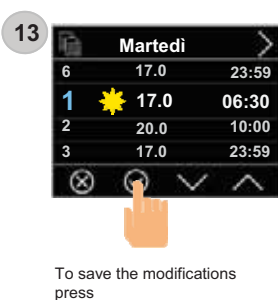 13
Martedì
6 17.0 23:59
1 17.0 06:30
2 20.0 10:00
3 17.0 23:59
To save the modifications
press